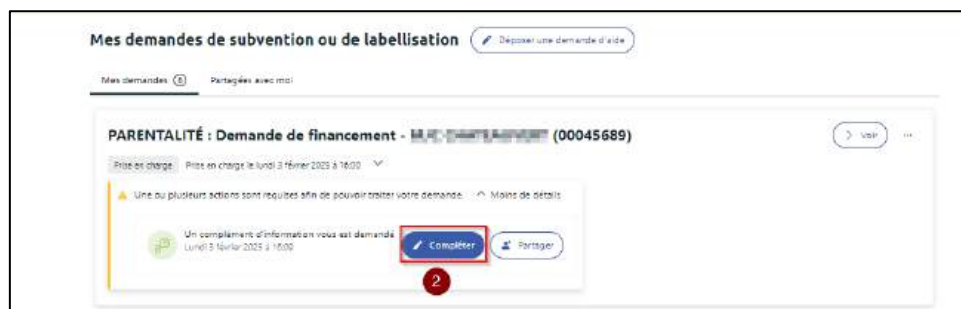 Mes demandes de subvention ou de labellisation Déposer une demande d'aide
Mes demandes Partagées avec moi
PARENTALITÉ : Demande de financement - (00045689) Voir ...
Prise en charge Prise en charge le lundi 3 février 2025 à 16:00
Une ou plusieurs actions sont requises afin de pouvoir traiter votre demande. Moins de détails
Un complément d'information vous est demandé
Lundi 3 février 2025 à 16:00
Compléter Partager
2